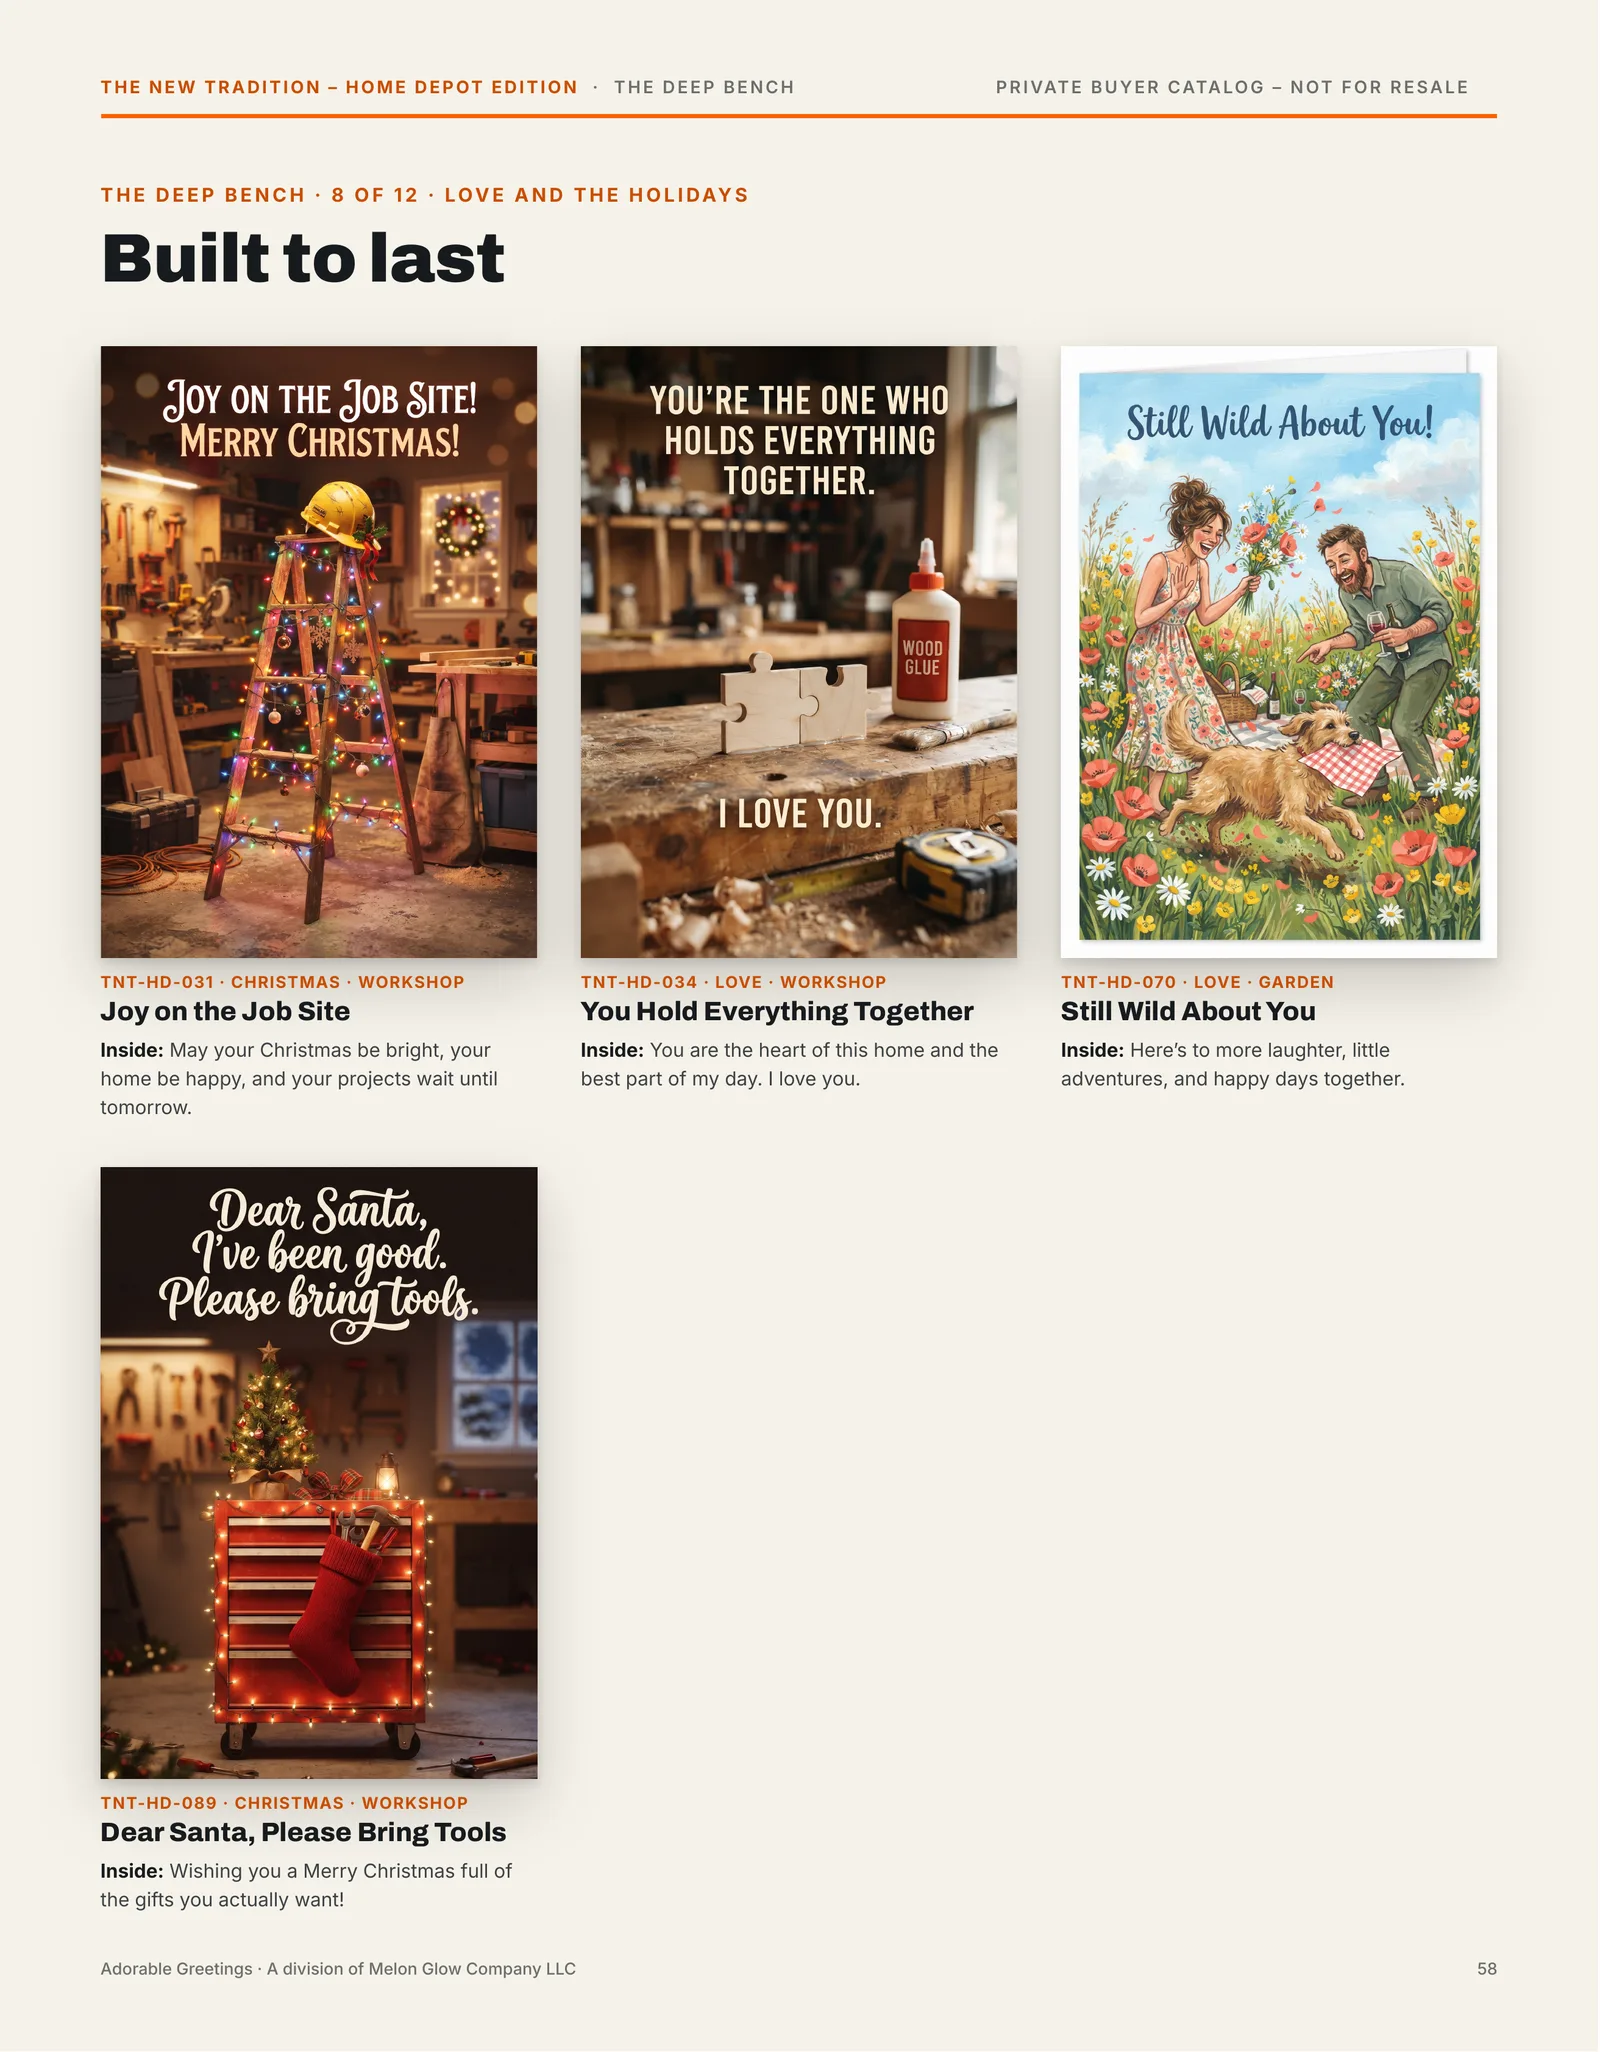 THE NEW TRADITION – HOME DEPOT EDITION · THE DEEP BENCH
PRIVATE BUYER CATALOG – NOT FOR RESALE
THE DEEP BENCH · 8 OF 12 · LOVE AND THE HOLIDAYS
Built to last
JOY ON THE JOB SITE!
MERRY CHRISTMAS!
TNT-HD-031 · CHRISTMAS · WORKSHOP
Joy on the Job Site
Inside: May your Christmas be bright, your
home be happy, and your projects wait until
tomorrow.
YOU’RE THE ONE WHO
HOLDS EVERYTHING
TOGETHER.
WOOD
GLUE
I LOVE YOU.
TNT-HD-034 · LOVE · WORKSHOP
You Hold Everything Together
Inside: You are the heart of this home and the
best part of my day. I love you.
Still Wild About You!
TNT-HD-070 · LOVE · GARDEN
Still Wild About You
Inside: Here’s to more laughter, little
adventures, and happy days together.
Dear Santa,
I’ve been good.
Please bring tools.
TNT-HD-089 · CHRISTMAS · WORKSHOP
Dear Santa, Please Bring Tools
Inside: Wishing you a Merry Christmas full of
the gifts you actually want!
Adorable Greetings · A division of Melon Glow Company LLC
58